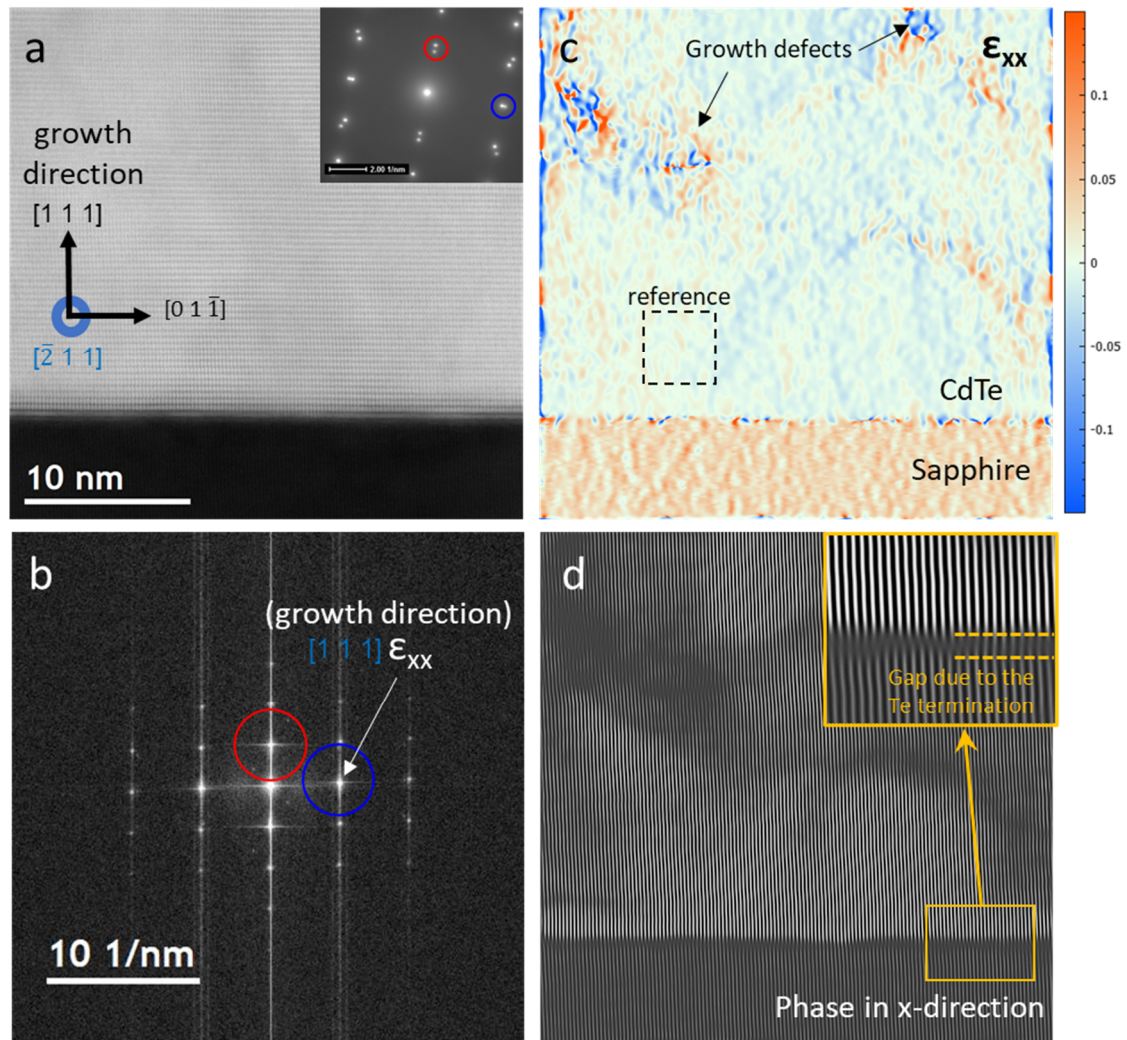 a
growth
direction
[1 1 1]
[0 1 1̅]
[2̅ 1 1]
2.00 1/nm
10 nm
c
Growth defects
εxx
reference
CdTe
Sapphire
0.1
0.05
0
-0.05
-0.1
b
(growth direction)
[1 1 1] εxx
10 1/nm
d
Gap due to the
Te termination
Phase in x-direction